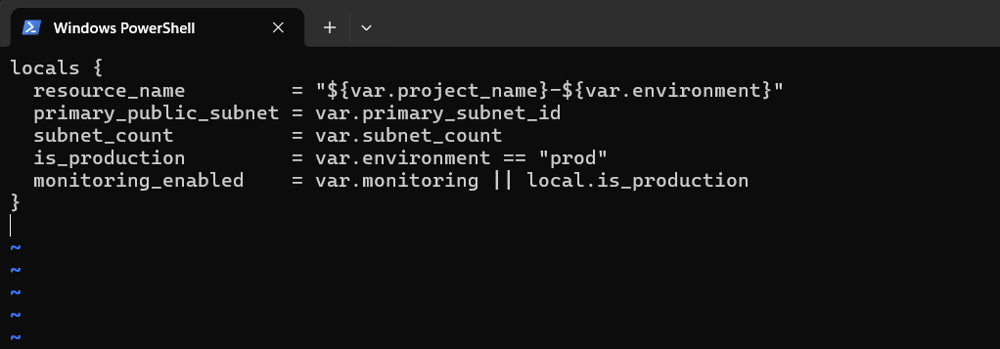 Windows PowerShell
locals {
  resource_name         = "${var.project_name}-${var.environment}"
  primary_public_subnet = var.primary_subnet_id
  subnet_count          = var.subnet_count
  is_production         = var.environment == "prod"
  monitoring_enabled    = var.monitoring || local.is_production
}
~
~
~
~
~